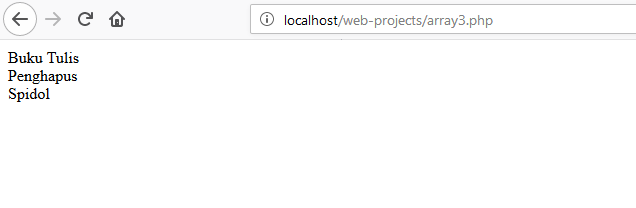 localhost/web-projects/array3.php
Buku Tulis
Penghapus
Spidol